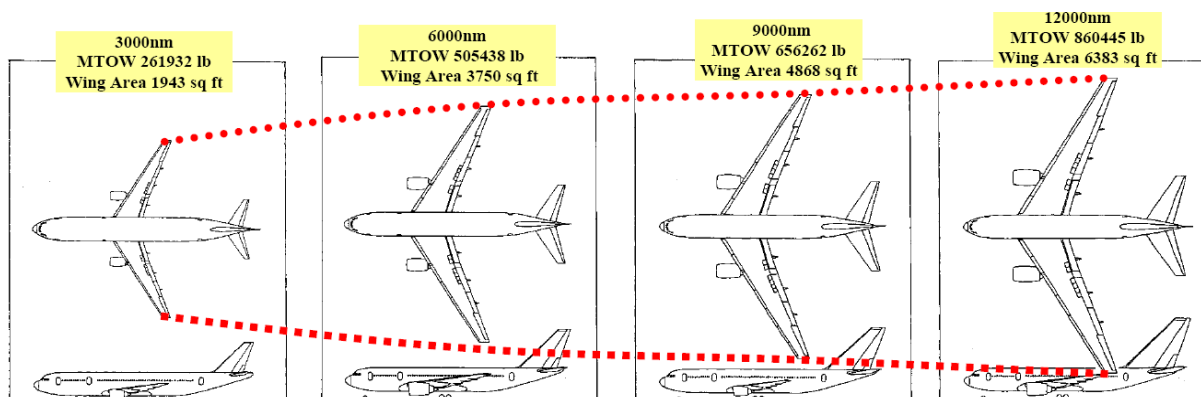 3000nm
MTOW 261932 lb
Wing Area 1943 sq ft
6000nm
MTOW 505438 lb
Wing Area 3750 sq ft
9000nm
MTOW 656262 lb
Wing Area 4868 sq ft
12000nm
MTOW 860445 lb
Wing Area 6383 sq ft